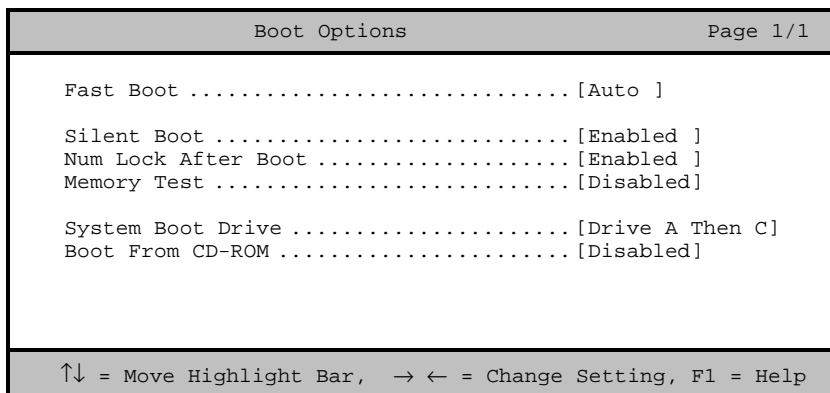 Boot Options Page 1/1
Fast Boot ..............................[Auto ]
Silent Boot ............................[Enabled ]
Num Lock After Boot ....................[Enabled ]
Memory Test ............................[Disabled]
System Boot Drive ......................[Drive A Then C]
Boot From CD-ROM .......................[Disabled]
↑↓ = Move Highlight Bar, → ← = Change Setting, F1 = Help